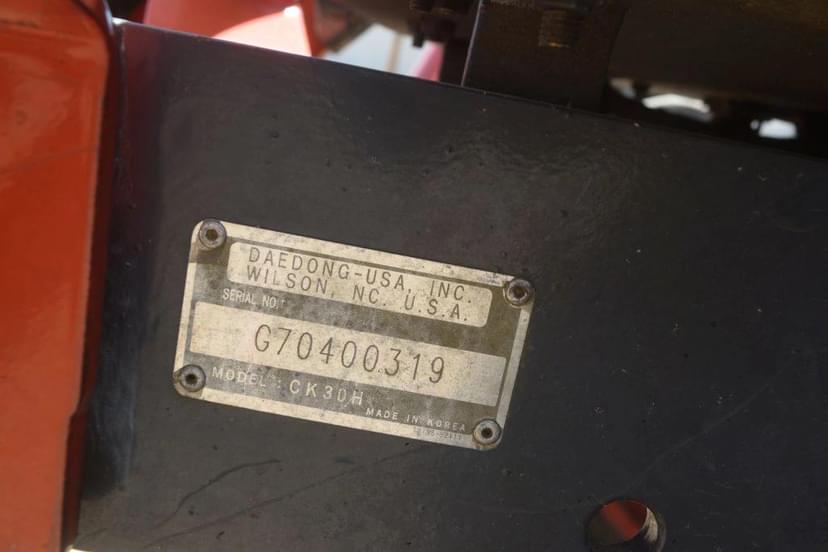 DAEDONG-USA, INC.
WILSON, NC. U.S.A.
SERIAL NO.:
G70400319
MODEL : CK30H
MADE IN KOREA